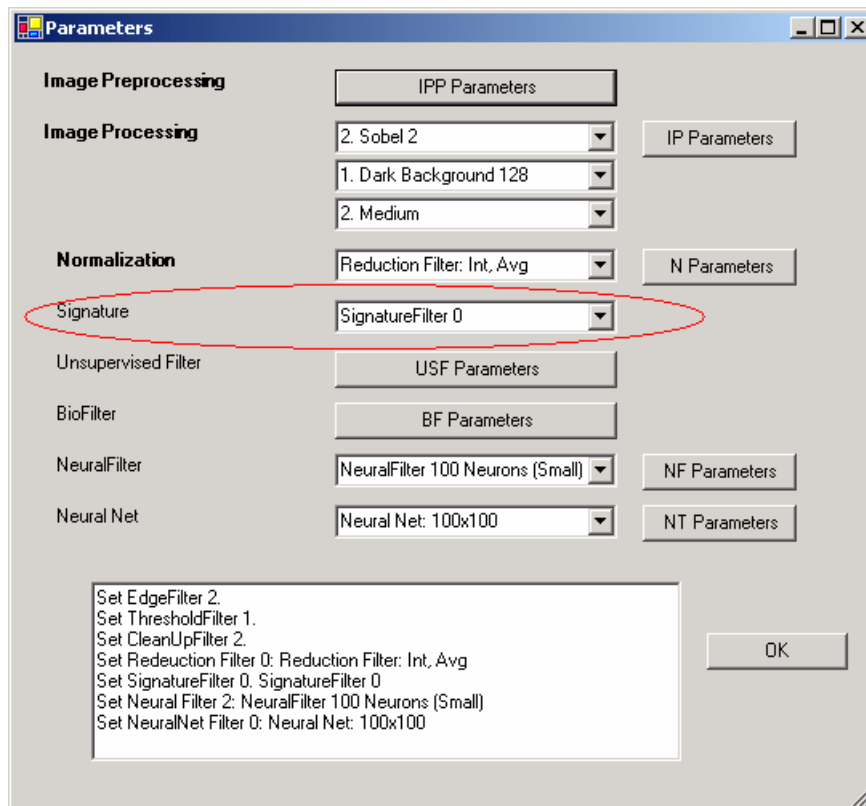 Parameters
Image Preprocessing IPP Parameters
Image Processing 2. Sobel 2 IP Parameters
1. Dark Background 128
2. Medium
Normalization Reduction Filter: Int, Avg N Parameters
Signature SignatureFilter 0
Unsupervised Filter USF Parameters
BioFilter BF Parameters
NeuralFilter NeuralFilter 100 Neurons (Small) NF Parameters
Neural Net Neural Net: 100x100 NT Parameters
Set EdgeFilter 2.
Set ThresholdFilter 1.
Set CleanUpFilter 2.
Set Redeuction Filter 0: Reduction Filter: Int, Avg
Set SignatureFilter 0. SignatureFilter 0
Set Neural Filter 2: NeuralFilter 100 Neurons (Small)
Set NeuralNet Filter 0: Neural Net: 100x100
OK